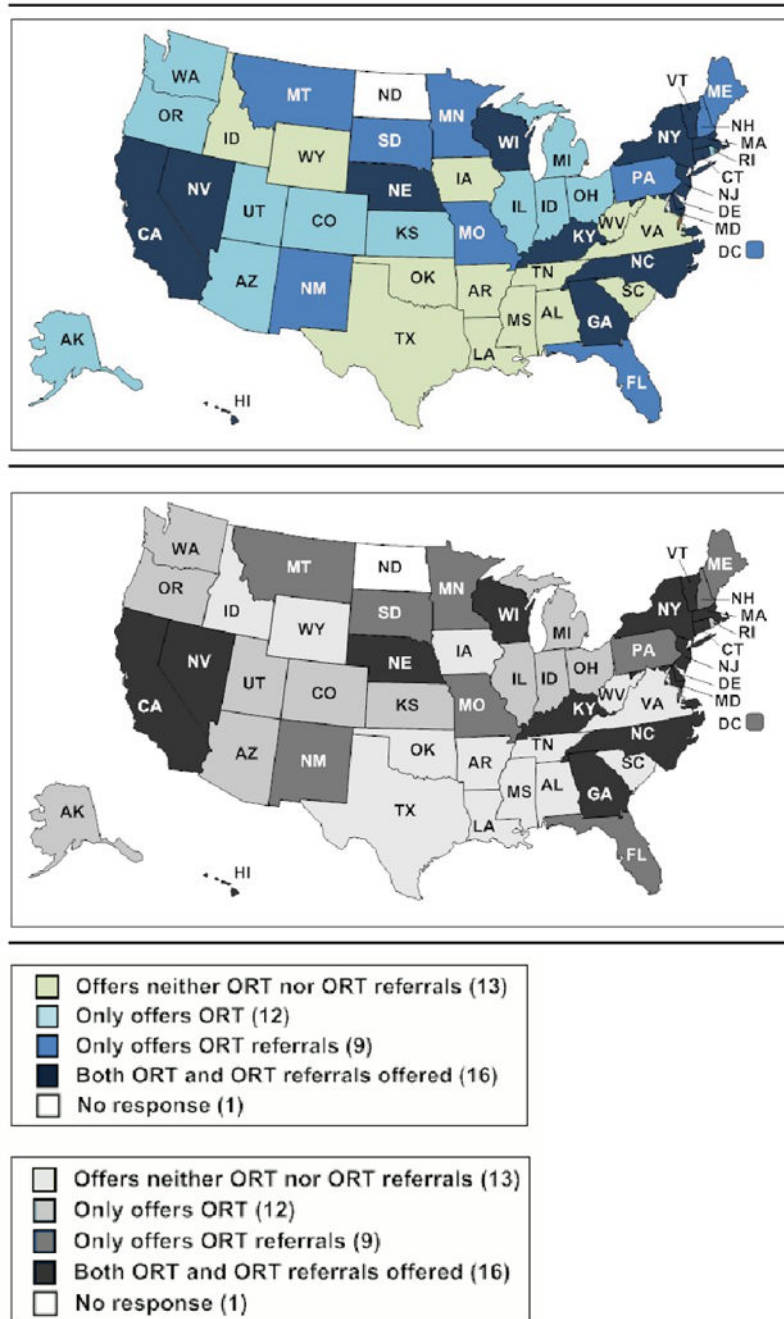 WA
MT
ND
MN
VT
ME
OR
ID
SD
WI
NY
NH
MA
WY
MI
RI
CT
NV
NE
IA
PA
NJ
CA
UT
CO
IL
ID
OH
DE
KS
MO
WV
VA
MD
KY
DC
AZ
NM
OK
AR
TN
NC
SC
AK
TX
MS
AL
GA
LA
HI
FL
WA
MT
ND
MN
VT
ME
OR
ID
SD
WI
NY
NH
MA
WY
MI
RI
CT
NV
NE
IA
PA
NJ
CA
UT
CO
IL
ID
OH
DE
KS
MO
WV
VA
MD
KY
DC
AZ
NM
OK
AR
TN
NC
SC
AK
TX
MS
AL
GA
LA
HI
FL
Offers neither ORT nor ORT referrals (13)
Only offers ORT (12)
Only offers ORT referrals (9)
Both ORT and ORT referrals offered (16)
No response (1)
Offers neither ORT nor ORT referrals (13)
Only offers ORT (12)
Only offers ORT referrals (9)
Both ORT and ORT referrals offered (16)
No response (1)